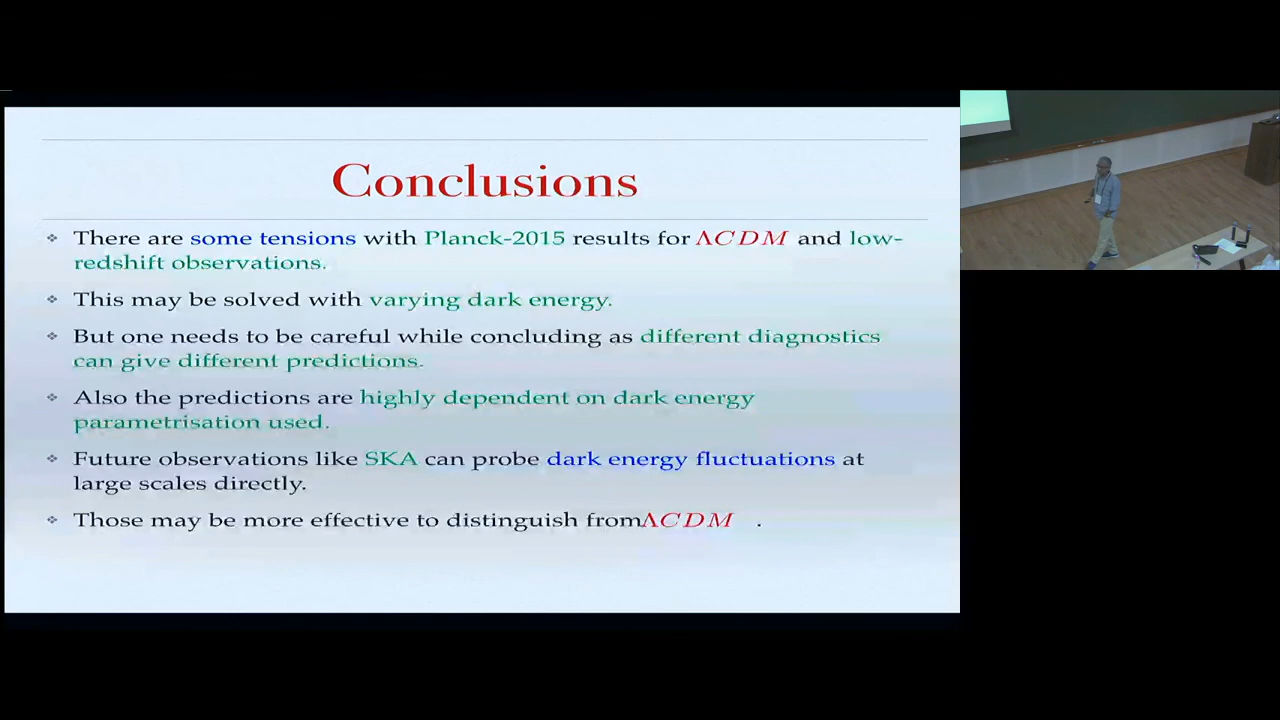 Conclusions
❖ There are some tensions with Planck-2015 results for ΛCDM and low-
redshift observations.
❖ This may be solved with varying dark energy.
❖ But one needs to be careful while concluding as different diagnostics
can give different predictions.
❖ Also the predictions are highly dependent on dark energy
parametrisation used.
❖ Future observations like SKA can probe dark energy fluctuations at
large scales directly.
❖ Those may be more effective to distinguish fromΛCDM .